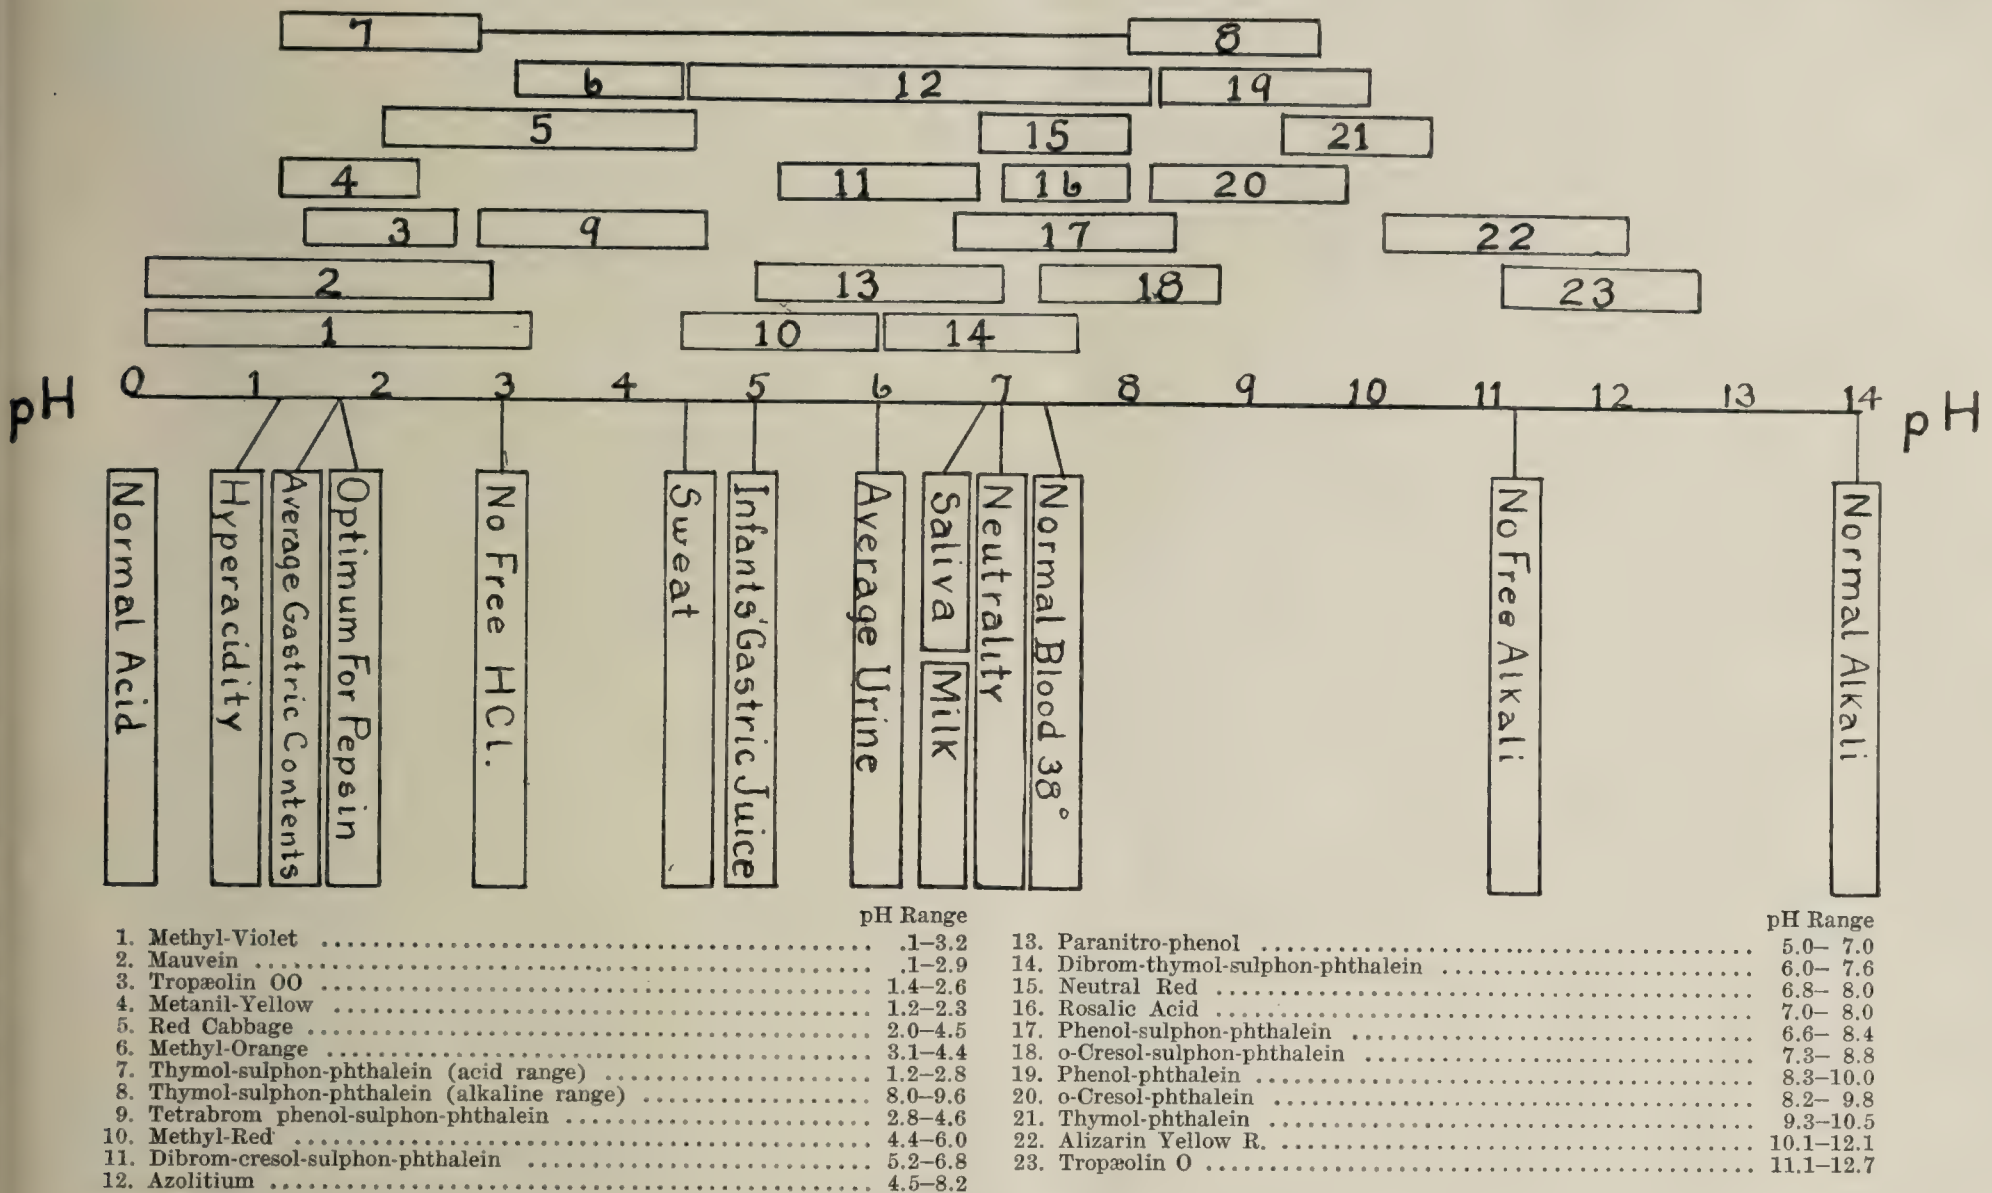 7 8
6 12 19
5 15 21
4 11 16 20
3 9 17 22
2 13 18 23
1 10 14
pH 0 1 2 3 4 5 6 7 8 9 10 11 12 13 14 pH
Normal Acid
Hyperacidity
Average Gastric Contents
Optimum For Pepsin
No Free HCl.
Sweat
Infants' Gastric Juice
Average Urine
Saliva
Milk
Neutrality
Normal Blood 38°
No Free Alkali
Normal Alkali
pH Range
1. Methyl-Violet .1–3.2
2. Mauvein .1–2.9
3. Tropæolin OO 1.4–2.6
4. Metanil-Yellow 1.2–2.3
5. Red Cabbage 2.0–4.5
6. Methyl-Orange 3.1–4.4
7. Thymol-sulphon-phthalein (acid range) 1.2–2.8
8. Thymol-sulphon-phthalein (alkaline range) 8.0–9.6
9. Tetrabrom phenol-sulphon-phthalein 2.8–4.6
10. Methyl-Red 4.4–6.0
11. Dibrom-cresol-sulphon-phthalein 5.2–6.8
12. Azolitium 4.5–8.2
pH Range
13. Paranitro-phenol 5.0– 7.0
14. Dibrom-thymol-sulphon-phthalein 6.0– 7.6
15. Neutral Red 6.8– 8.0
16. Rosalic Acid 7.0– 8.0
17. Phenol-sulphon-phthalein 6.6– 8.4
18. o-Cresol-sulphon-phthalein 7.3– 8.8
19. Phenol-phthalein 8.3–10.0
20. o-Cresol-phthalein 8.2– 9.8
21. Thymol-phthalein 9.3–10.5
22. Alizarin Yellow R. 10.1–12.1
23. Tropæolin O 11.1–12.7